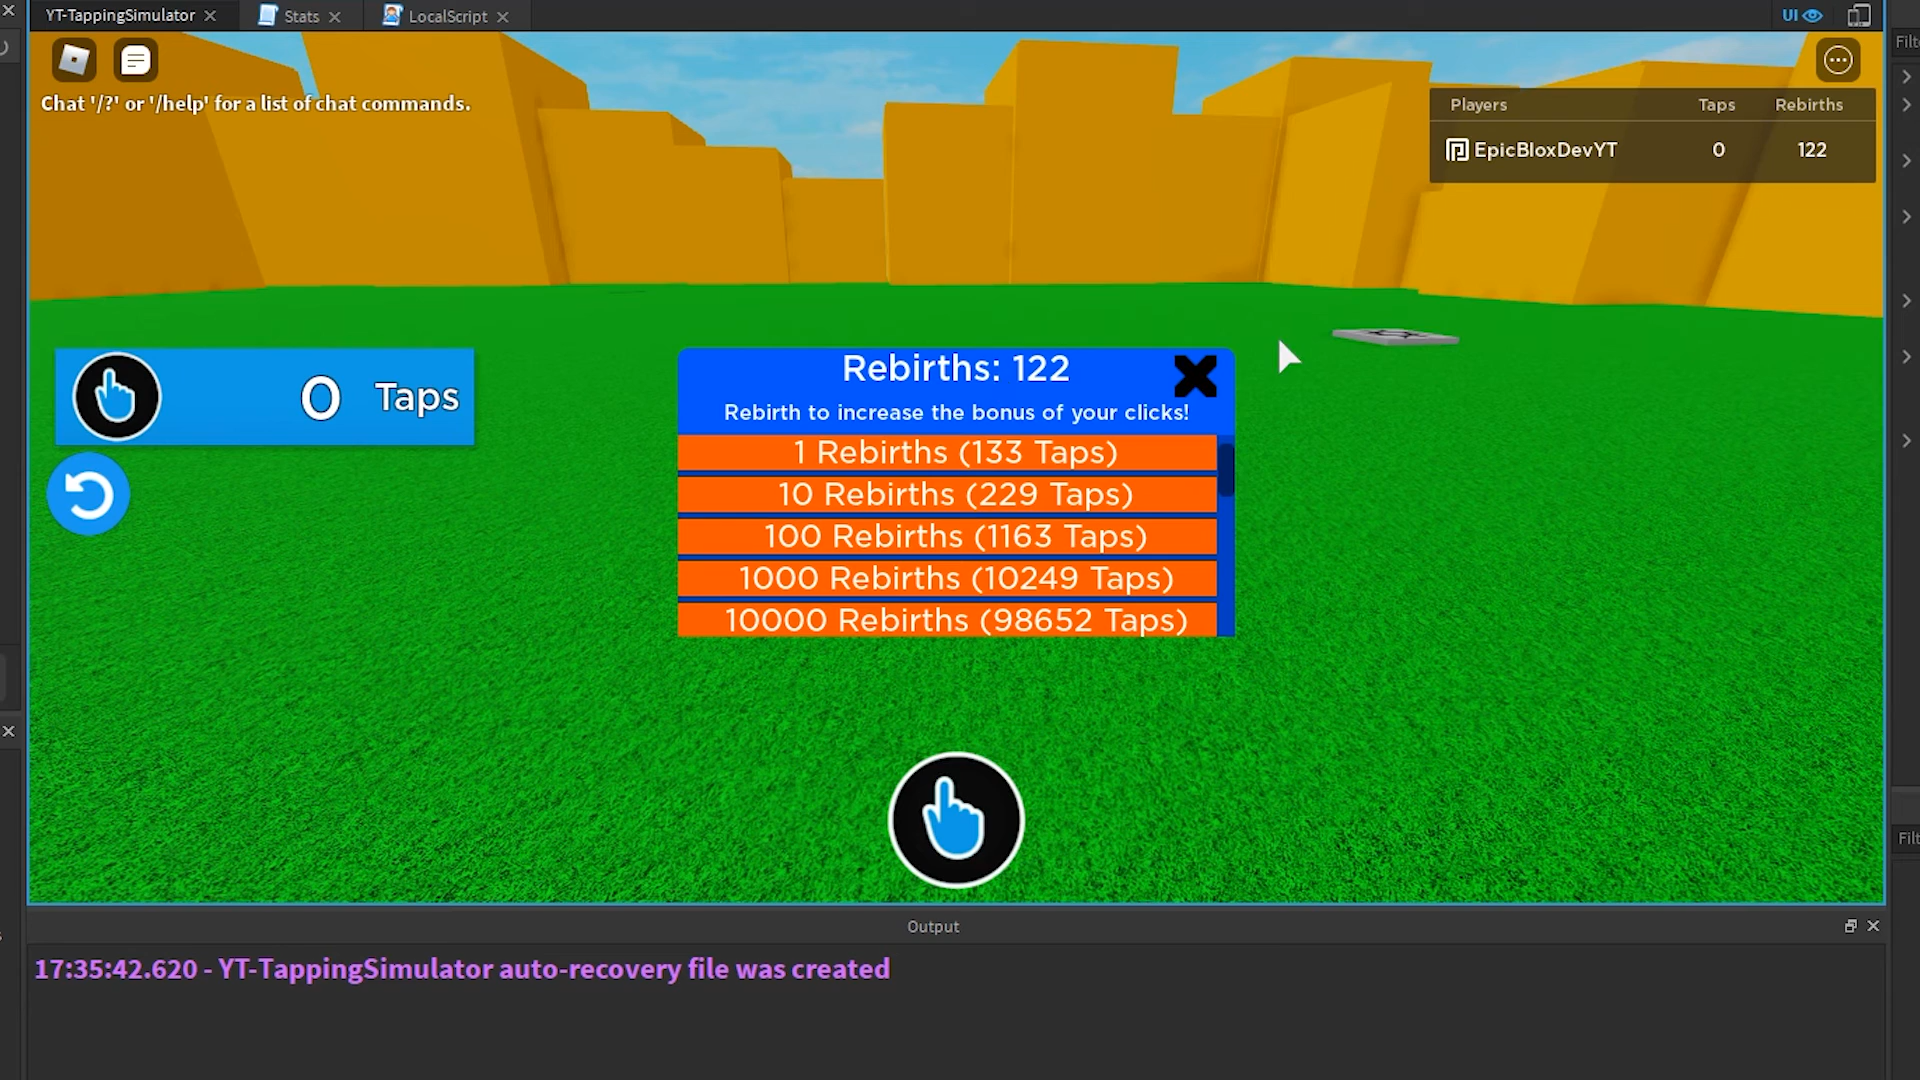 YT-TappingSimulator
Stats
LocalScript
UI
Chat '/?' or '/help' for a list of chat commands.
Players Taps Rebirths
EpicBloxDevYT 0 122
0 Taps
Rebirths: 122
Rebirth to increase the bonus of your clicks!
1 Rebirths (133 Taps)
10 Rebirths (229 Taps)
100 Rebirths (1163 Taps)
1000 Rebirths (10249 Taps)
10000 Rebirths (98652 Taps)
Output
17:35:42.620 - YT-TappingSimulator auto-recovery file was created